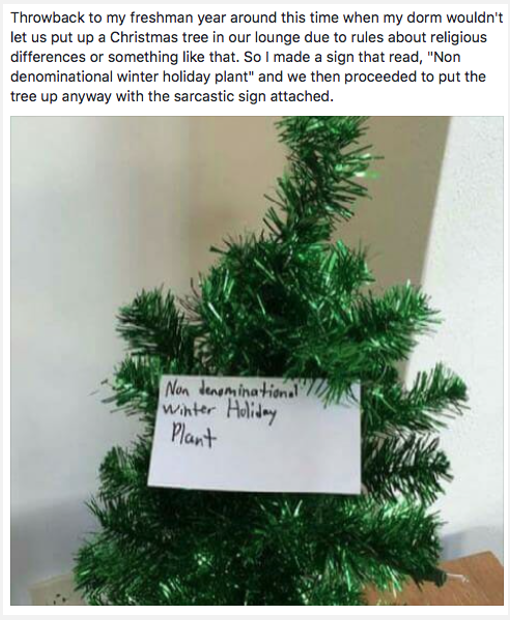 Throwback to my freshman year around this time when my dorm wouldn't
let us put up a Christmas tree in our lounge due to rules about religious
differences or something like that. So I made a sign that read, "Non
denominational winter holiday plant" and we then proceeded to put the
tree up anyway with the sarcastic sign attached.
Non denominational
Winter Holiday
Plant